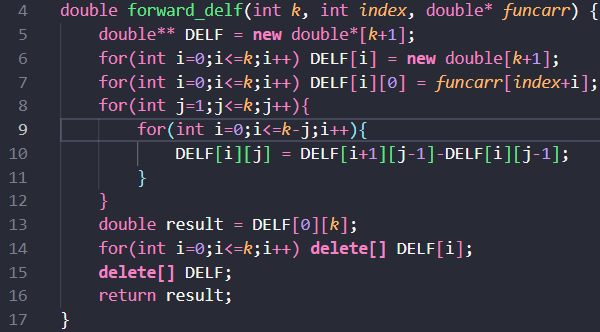 4 double forward_delf(int k, int index, double* funcarr) {
5 double** DELF = new double*[k+1];
6 for(int i=0;i<=k;i++) DELF[i] = new double[k+1];
7 for(int i=0;i<=k;i++) DELF[i][0] = funcarr[index+i];
8 for(int j=1;j<=k;j++){
9 for(int i=0;i<=k-j;i++){
10 DELF[i][j] = DELF[i+1][j-1]-DELF[i][j-1];
11 }
12 }
13 double result = DELF[0][k];
14 for(int i=0;i<=k;i++) delete[] DELF[i];
15 delete[] DELF;
16 return result;
17 }